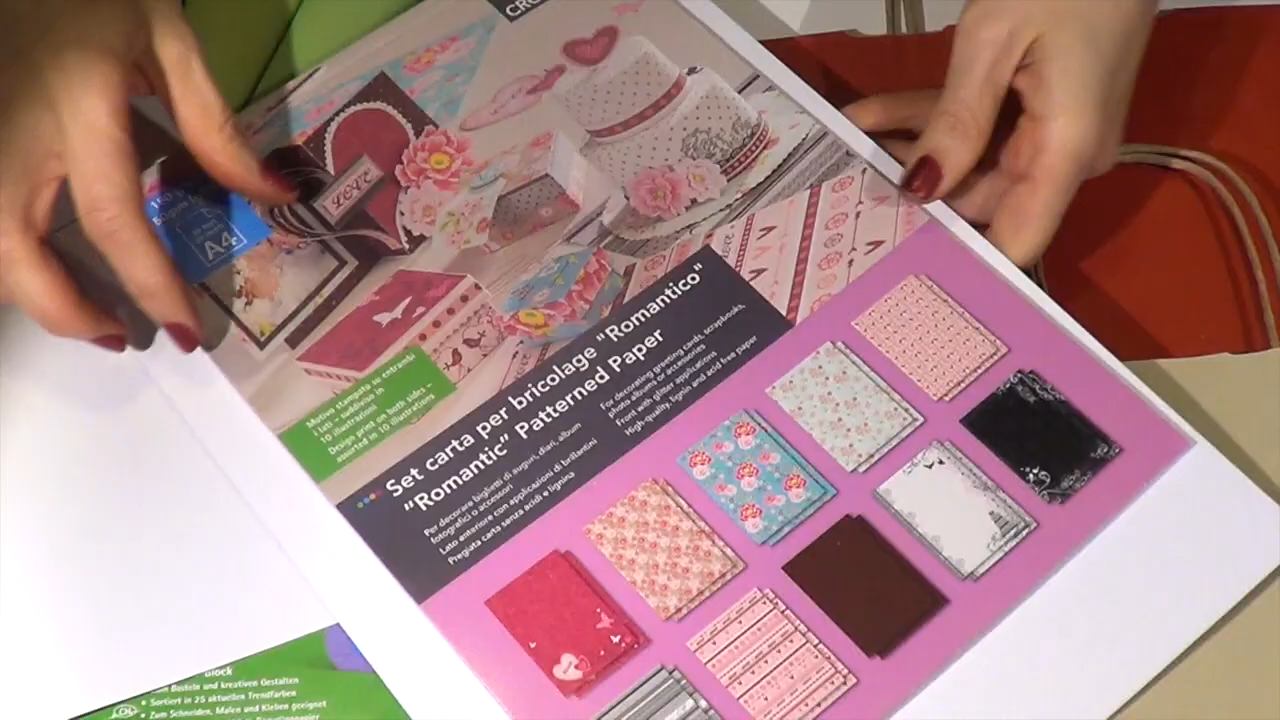 CRE
A4
LOVE
Motivo stampato su entrambi
i lati – suddiviso in
10 illustrazioni
Design print on both sides –
assorted in 10 illustrations
Set carta per bricolage "Romantico"
"Romantic" Patterned Paper
Per decorare biglietti di auguri, diari, album
fotografici o accessori
Lato anteriore con applicazioni di brillantini
Pregiata carta senza acidi e lignina
For decorating greeting cards, scrapbooks,
photo albums or accessories
Front with glitter applications
High-quality, lignin and acid free paper
Block
Zum Basteln und kreativen Gestalten
• Sortiert in 25 aktuellen Trendfarben
• Zum Schneiden, Malen und Kleben geeignet